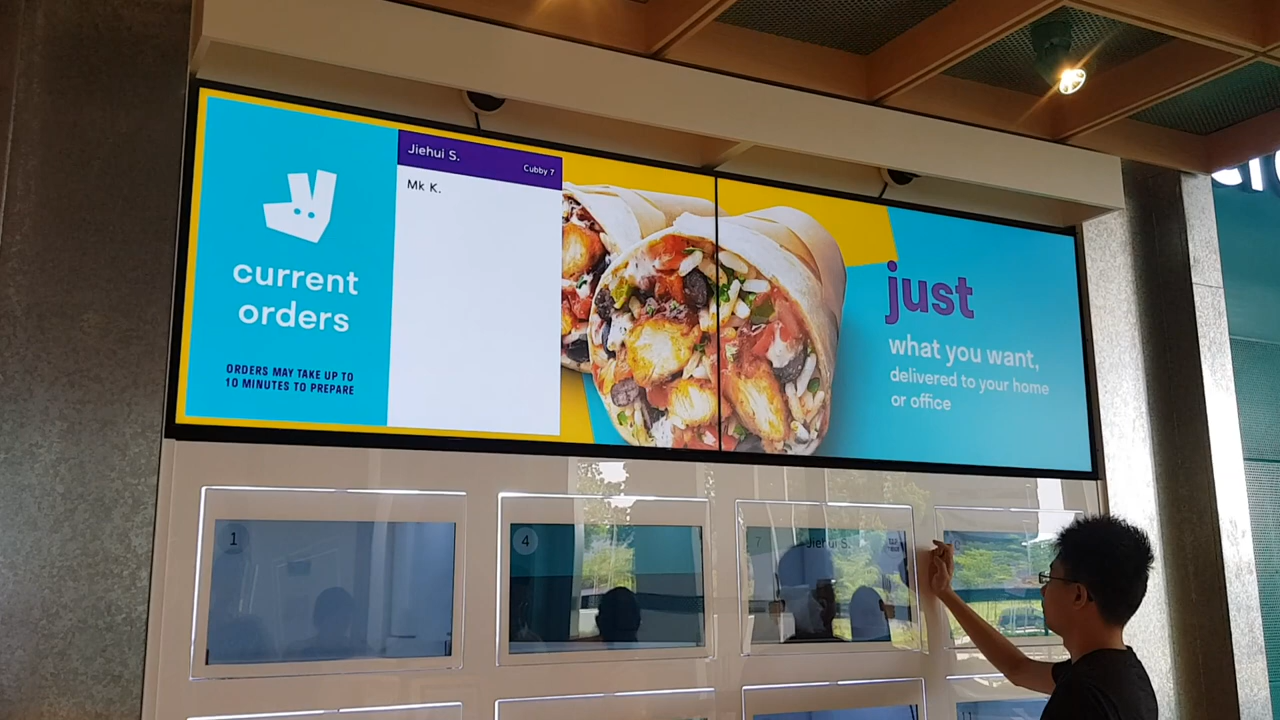 current
orders
ORDERS MAY TAKE UP TO
10 MINUTES TO PREPARE
Jiehui S.
Cubby 7
Mk K.
just
what you want,
delivered to your home
or office
1
4
7
Jiehui S.